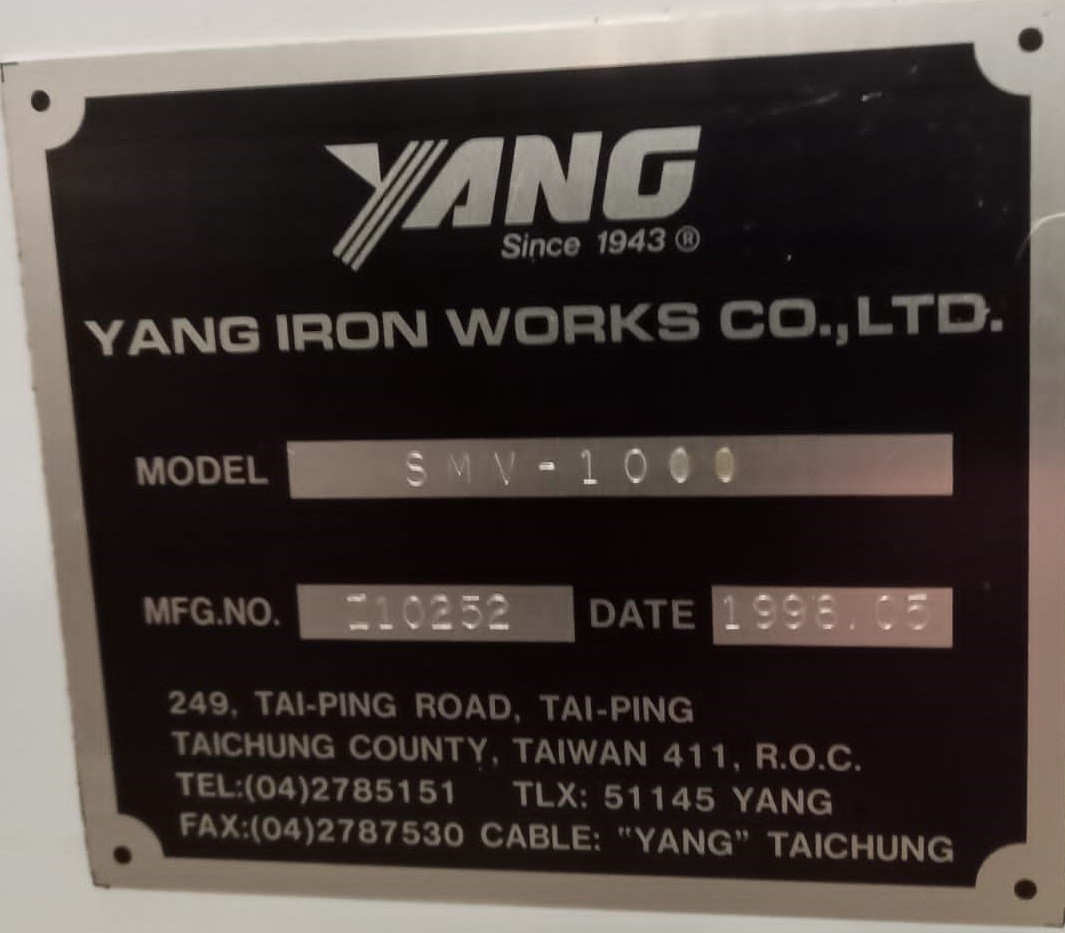 YANG
Since 1943 ®
YANG IRON WORKS CO.,LTD.
MODEL SMV-1000
MFG.NO. I10252 DATE 1998.05
249, TAI-PING ROAD, TAI-PING
TAICHUNG COUNTY, TAIWAN 411, R.O.C.
TEL:(04)2785151 TLX: 51145 YANG
FAX:(04)2787530 CABLE: "YANG" TAICHUNG